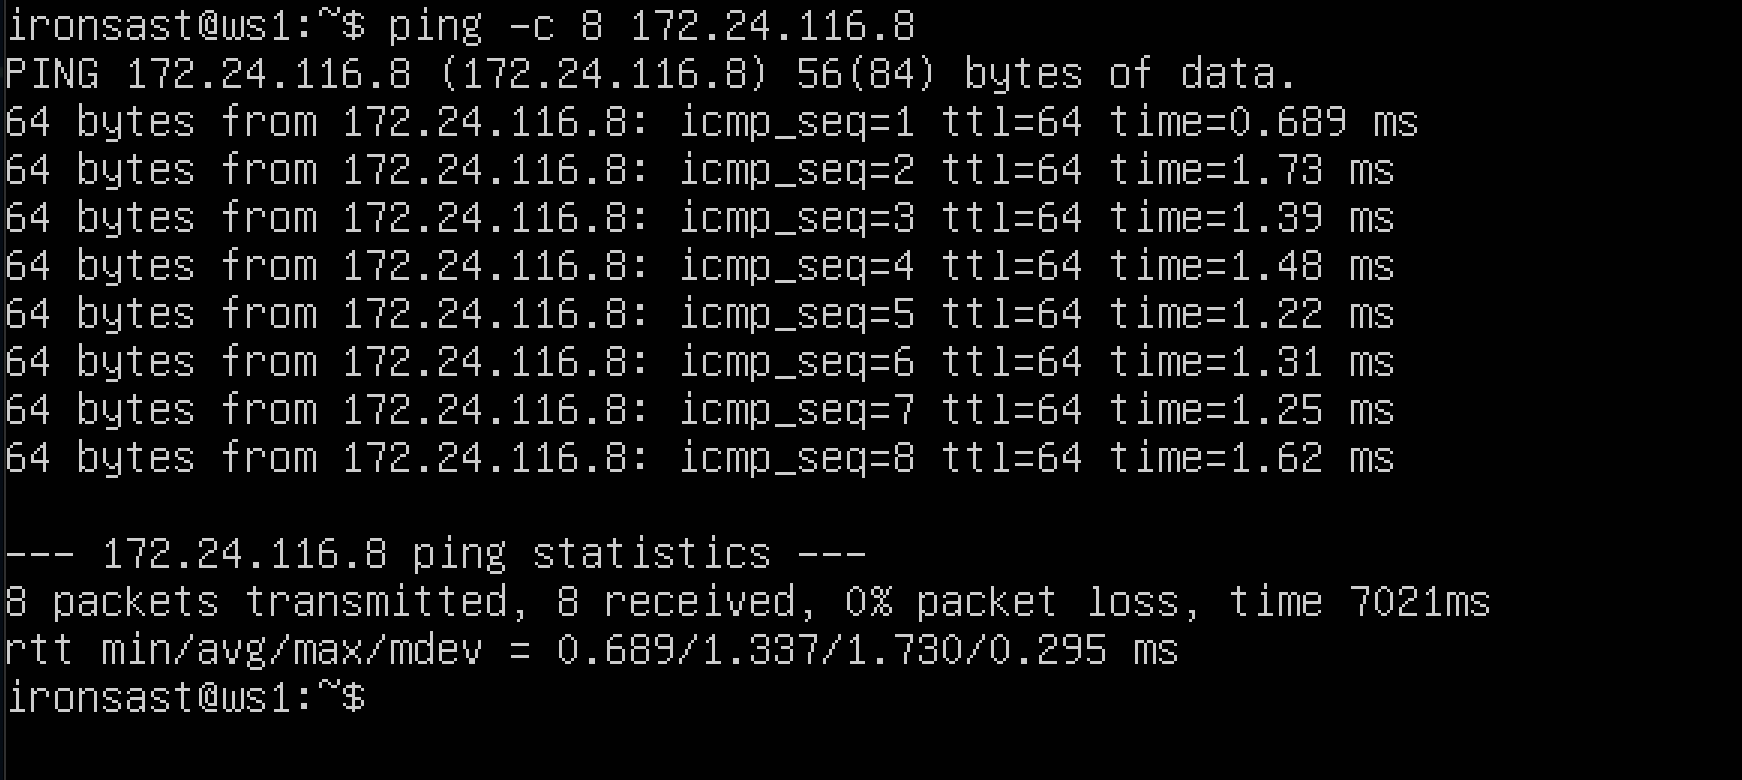 ironsast@ws1:~$ ping -c 8 172.24.116.8
PING 172.24.116.8 (172.24.116.8) 56(84) bytes of data.
64 bytes from 172.24.116.8: icmp_seq=1 ttl=64 time=0.689 ms
64 bytes from 172.24.116.8: icmp_seq=2 ttl=64 time=1.73 ms
64 bytes from 172.24.116.8: icmp_seq=3 ttl=64 time=1.39 ms
64 bytes from 172.24.116.8: icmp_seq=4 ttl=64 time=1.48 ms
64 bytes from 172.24.116.8: icmp_seq=5 ttl=64 time=1.22 ms
64 bytes from 172.24.116.8: icmp_seq=6 ttl=64 time=1.31 ms
64 bytes from 172.24.116.8: icmp_seq=7 ttl=64 time=1.25 ms
64 bytes from 172.24.116.8: icmp_seq=8 ttl=64 time=1.62 ms
--- 172.24.116.8 ping statistics ---
8 packets transmitted, 8 received, 0% packet loss, time 7021ms
rtt min/avg/max/mdev = 0.689/1.337/1.730/0.295 ms
ironsast@ws1:~$